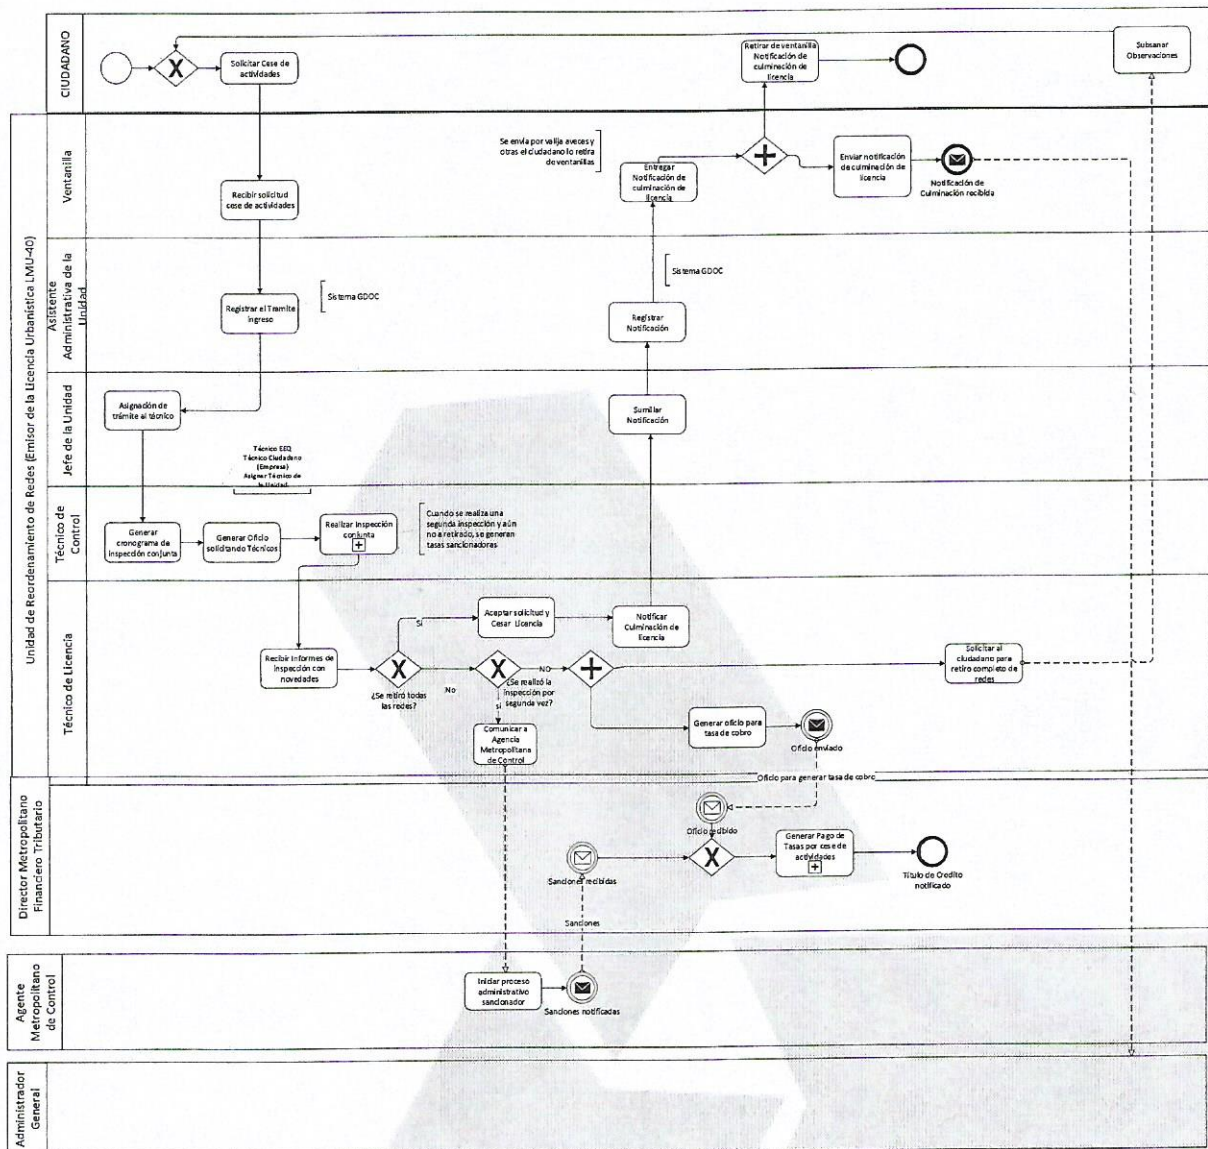 CIUDADANO
Solicitar Cese de
actividades
Retirar de ventanilla
Notificación de
culminación de
licencia
Subsanar
Observaciones
Unidad de Reordenamiento de Redes (Emisor de la Licencia Urbanística LMU-40)
Ventanilla
Recibir solicitud
cese de actividades
Se envía por valija aveces y
otras el ciudadano lo retira
de ventanillas
Entregar
Notificación de
culminación de
licencia
Enviar notificación
de culminación de
licencia
Notificación de
Culminación recibida
Asistente
Administrativa de la
Unidad
Registrar el Tramite
ingreso
Sistema GDOC
Sistema GDOC
Registrar
Notificación
Jefe de la Unidad
Asignación de
trámite al técnico
Sumillar
Notificación
Técnico EEQ
Técnico Ciudadano
(Empresa)
Asignar Técnico de
la Unidad
Técnico de
Control
Generar
cronograma de
inspección conjunta
Generar Oficio
solicitando Técnicos
Realizar Inspección
conjunta
Cuando se realiza una
segunda inspección y aún
no a retirado, se generan
tasas sancionadoras
Técnico de Licencia
Recibir Informes de
inspección con
novedades
¿Se retiró todas
las redes?
Si
Aceptar solicitud y
Cesar Licencia
Notificar
Culminación de
licencia
No
¿Se realizó la
inspección por
segunda vez?
NO
si
Comunicar a
Agencia
Metropolitana
de Control
Solicitar al
ciudadano para
retiro completo de
redes
Generar oficio para
tasa de cobro
Oficio enviado
Oficio para generar tasa de cobro
Director Metropolitano
Financiero Tributario
Oficio recibido
Sanciones recibidas
Generar Pago de
Tasas por cese de
actividades
Titulo de Credito
notificado
Sanciones
Agente
Metropolitano
de Control
Iniciar proceso
administrativo
sancionador
Sanciones notificadas
Administrador
General